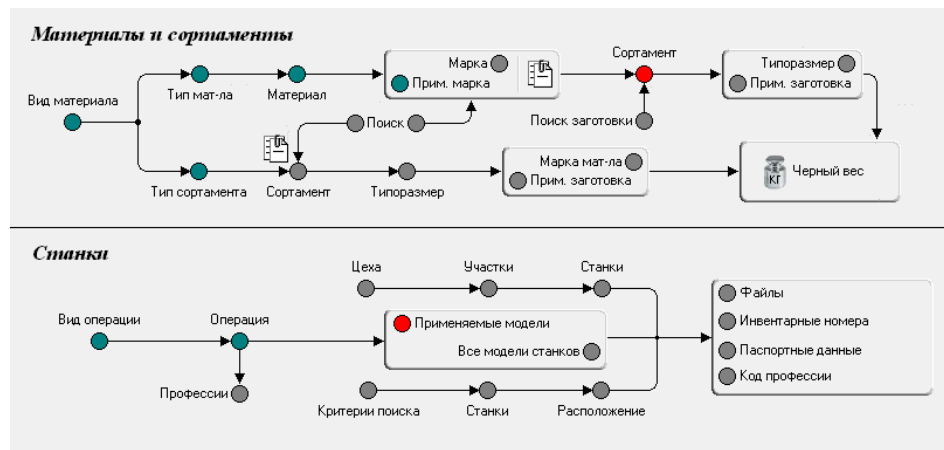 Материалы и сортаменты
Марка
Сортамент
Типоразмер
Прим. марка
Прим. заготовка
Вид материала
Тип мат-ла
Материал
Поиск
Поиск заготовки
Марка мат-ла
Прим. заготовка
КГ
Черный вес
Тип сортамента
Сортамент
Типоразмер
Станки
Цеха
Участки
Станки
Файлы
Вид операции
Операция
Применяемые модели
Инвентарные номера
Все модели станков
Паспортные данные
Код профессии
Профессии
Критерии поиска
Станки
Расположение